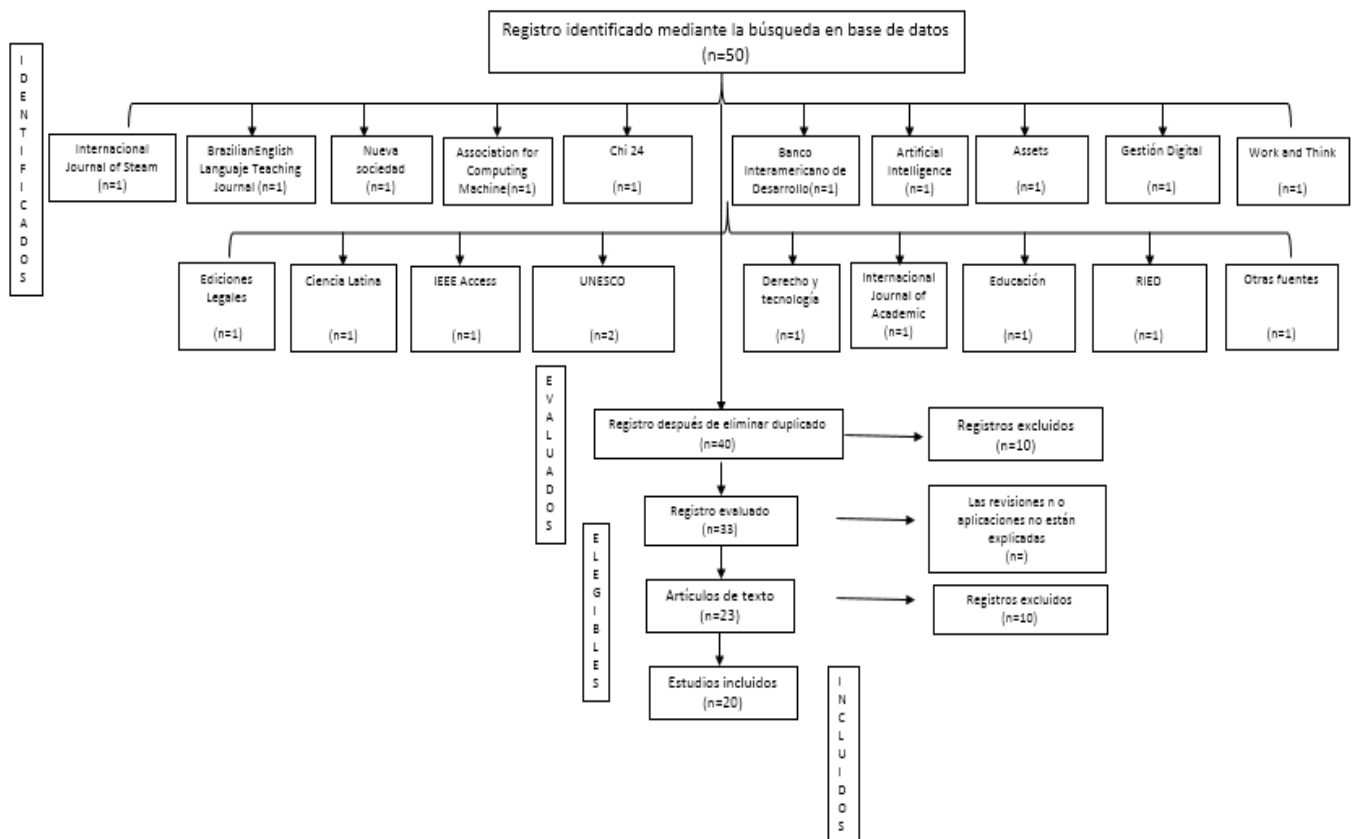 Registro identificado mediante la búsqueda en base de datos
(n=50)
IDENTIFICADOS
Internacional
Journal of Steam
(n=1)
BrazilianEnglish
Languaje Teaching
Journal (n=1)
Nueva
sociedad
(n=1)
Association for
Computing
Machine(n=1)
Chi 24
(n=1)
Banco
Interamericano de
Desarrollo(n=1)
Artificial
Intelligence
(n=1)
Assets
(n=1)
Gestión Digital
(n=1)
Work and Think
(n=1)
Ediciones
Legales
(n=1)
Ciencia Latina
(n=1)
IEEE Access
(n=1)
UNESCO
(n=2)
Derecho y
tecnología
(n=1)
Internacional
Journal of
Academic
(n=1)
Educación
(n=1)
RIED
(n=1)
Otras fuentes
(n=1)
EVALUADOS
Registro después de eliminar duplicado
(n=40)
Registros excluidos
(n=10)
Registro evaluado
(n=33)
Las revisiones n o
aplicaciones no están
explicadas
(n=)
ELEGIBLES
Artículos de texto
(n=23)
Registros excluidos
(n=10)
Estudios incluidos
(n=20)
INCLUIDOS